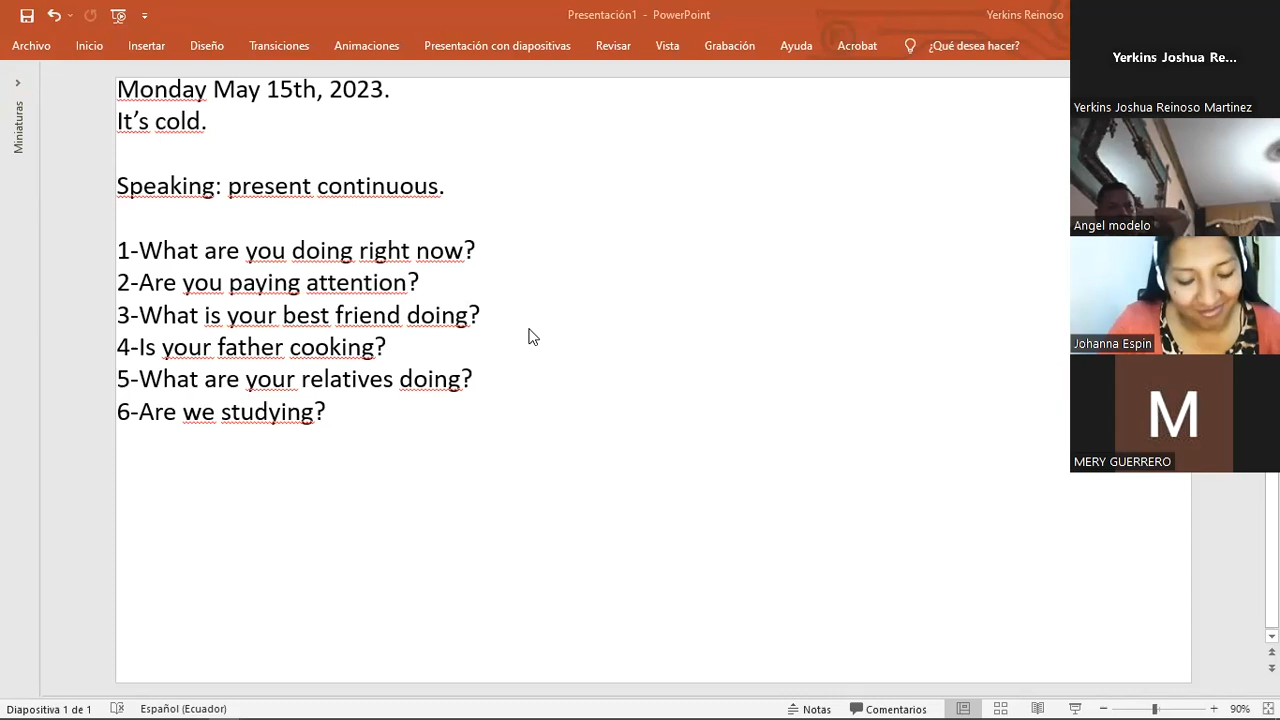 Presentación1 - PowerPoint
Yerkins Reinoso
Archivo Inicio Insertar Diseño Transiciones Animaciones Presentación con diapositivas Revisar Vista Grabación Ayuda Acrobat ¿Qué desea hacer?
Miniaturas
Monday May 15th, 2023.
It’s cold.
Speaking: present continuous.
1-What are you doing right now?
2-Are you paying attention?
3-What is your best friend doing?
4-Is your father cooking?
5-What are your relatives doing?
6-Are we studying?
Yerkins Joshua Re...
Yerkins Joshua Reinoso Martinez
Angel modelo
Johanna Espin
M
MERY GUERRERO
Diapositiva 1 de 1 Español (Ecuador) Notas Comentarios 90%